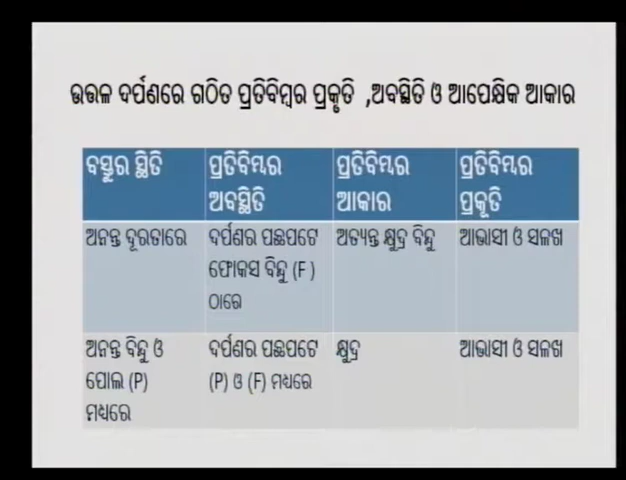 ଉତ୍ତଳ ଦର୍ପଣରେ ଗଠିତ ପ୍ରତିବିମ୍ବର ପ୍ରକୃତି ,ଅବସ୍ଥିତି ଓ ଆପେକ୍ଷିକ ଆକାର
ବସ୍ତୁର ସ୍ଥିତି
ପ୍ରତିବିମ୍ବର
ଅବସ୍ଥିତି
ପ୍ରତିବିମ୍ବର
ଆକାର
ପ୍ରତିବିମ୍ବର
ପ୍ରକୃତି
ଅନନ୍ତ ଦୂରତାରେ
ଦର୍ପଣର ପଛପଟେ
ଫୋକସ ବିନ୍ଦୁ (F )
ଠାରେ
ଅତ୍ୟନ୍ତ କ୍ଷୁଦ୍ର ବିନ୍ଦୁ
ଆଭାସୀ ଓ ସଳଖ
ଅନନ୍ତ ବିନ୍ଦୁ ଓ
ପୋଲ (P)
ମଧ୍ୟରେ
ଦର୍ପଣର ପଛପଟେ
(P) ଓ (F) ମଧ୍ୟରେ
କ୍ଷୁଦ୍ର
ଆଭାସୀ ଓ ସଳଖ